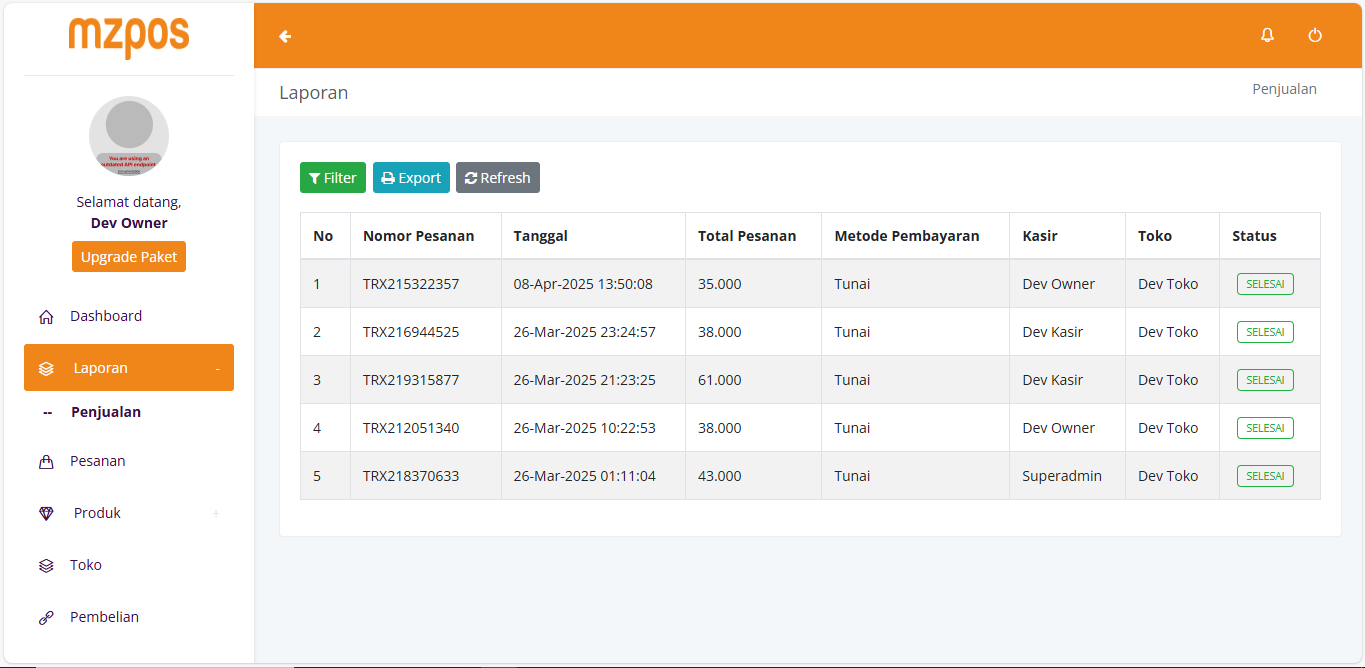 mzpos
Laporan
Penjualan
You are using an
outdated API endpoint
Selamat datang,
Dev Owner
Upgrade Paket
Dashboard
Laporan -
-- Penjualan
Pesanan
Produk +
Toko
Pembelian
Filter Export Refresh
No Nomor Pesanan Tanggal Total Pesanan Metode Pembayaran Kasir Toko Status
1 TRX215322357 08-Apr-2025 13:50:08 35.000 Tunai Dev Owner Dev Toko SELESAI
2 TRX216944525 26-Mar-2025 23:24:57 38.000 Tunai Dev Kasir Dev Toko SELESAI
3 TRX219315877 26-Mar-2025 21:23:25 61.000 Tunai Dev Kasir Dev Toko SELESAI
4 TRX212051340 26-Mar-2025 10:22:53 38.000 Tunai Dev Owner Dev Toko SELESAI
5 TRX218370633 26-Mar-2025 01:11:04 43.000 Tunai Superadmin Dev Toko SELESAI